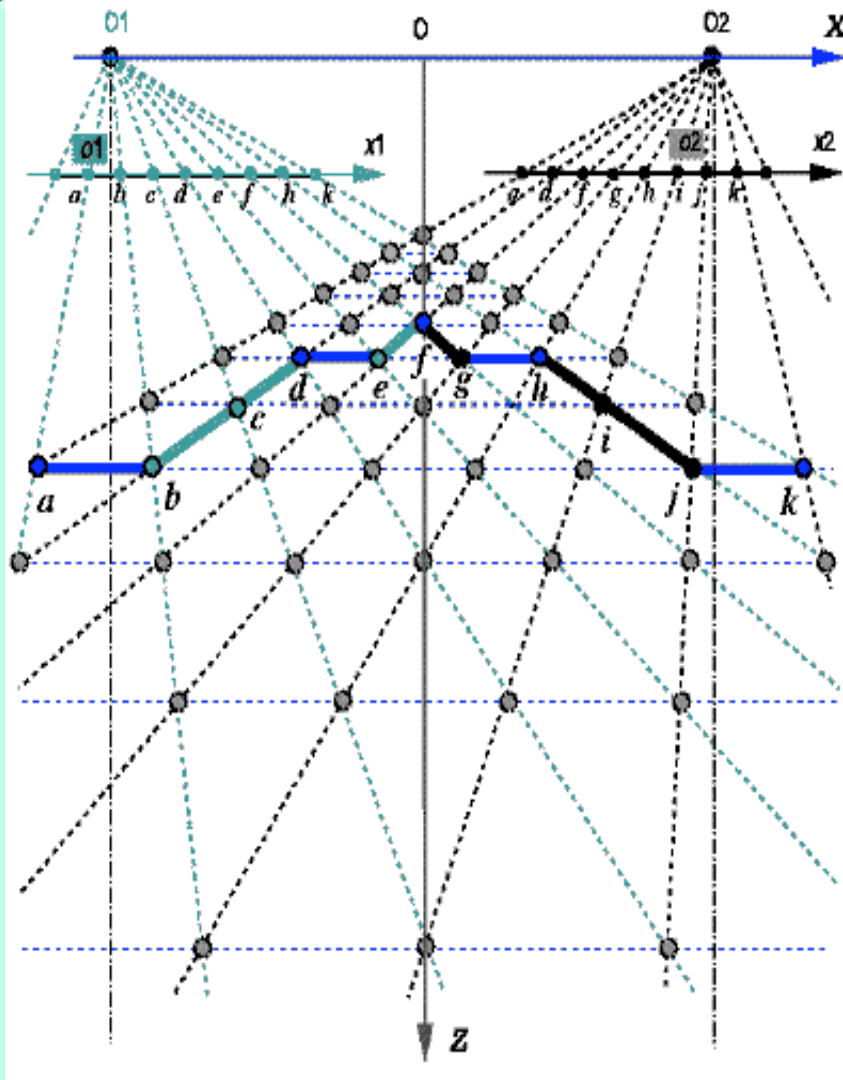 O1 O O2 X
o1 x1 o2 x2
a b c d e f h k a d f g h i j k
d e f g h
c i
a b j k
Z